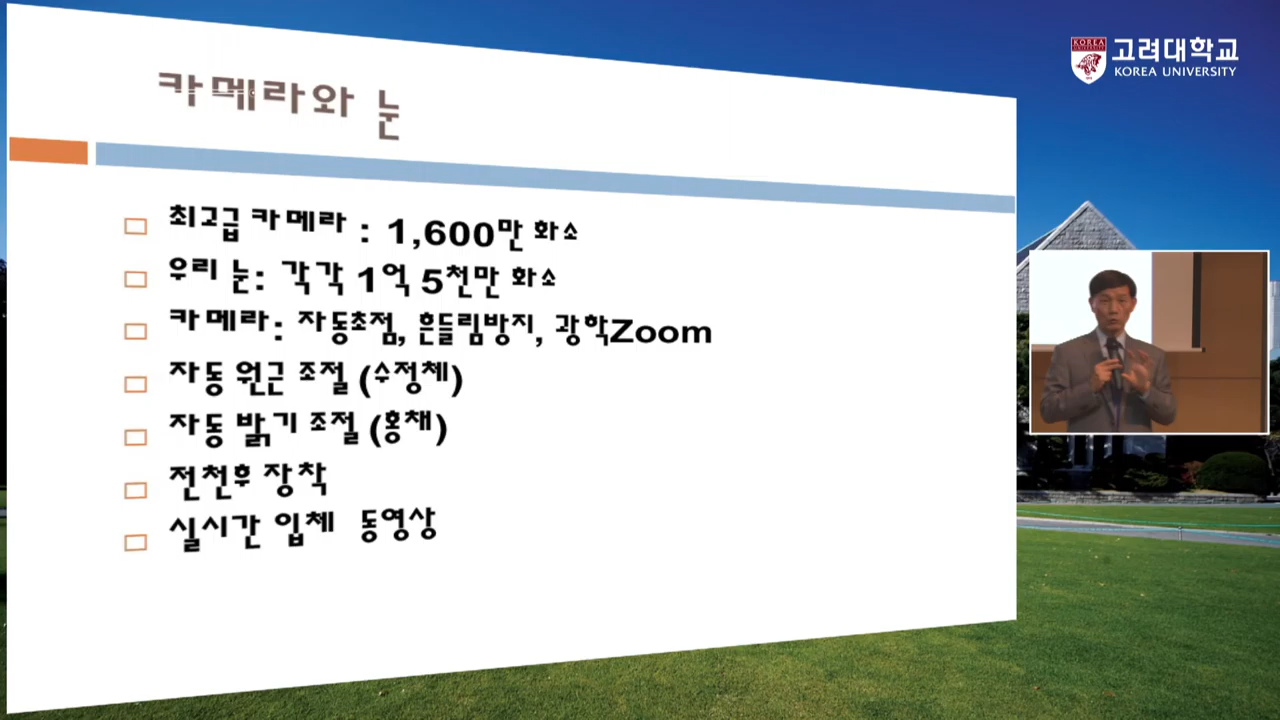 카메라와 눈
최고급 카메라 : 1,600만 화소
우리 눈: 각각 1억 5천만 화소
카메라: 자동초점, 흔들림방지, 광학Zoom
자동 원근 조절 (수정체)
자동 밝기 조절 (홍채)
전천후 장착
실시간 입체 동영상
KOREA
UNIVERSITY
고려대학교
KOREA UNIVERSITY